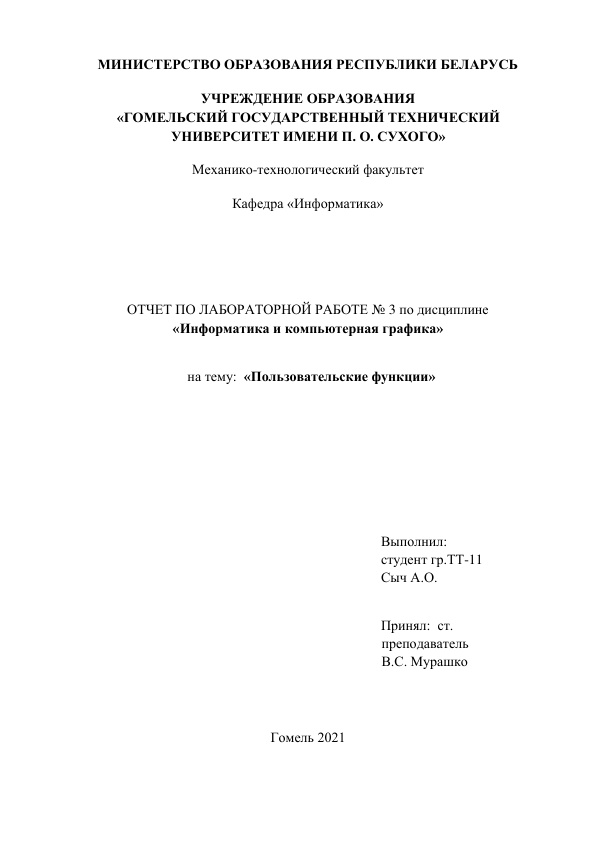 МИНИСТЕРСТВО ОБРАЗОВАНИЯ РЕСПУБЛИКИ БЕЛАРУСЬ
УЧРЕЖДЕНИЕ ОБРАЗОВАНИЯ
«ГОМЕЛЬСКИЙ ГОСУДАРСТВЕННЫЙ ТЕХНИЧЕСКИЙ
УНИВЕРСИТЕТ ИМЕНИ П. О. СУХОГО»
Механико-технологический факультет
Кафедра «Информатика»
ОТЧЕТ ПО ЛАБОРАТОРНОЙ РАБОТЕ № 3 по дисциплине
«Информатика и компьютерная графика»
на тему: «Пользовательские функции»
Выполнил:
студент гр.ТТ-11
Сыч А.О.
Принял: ст.
преподаватель
В.С. Мурашко
Гомель 2021